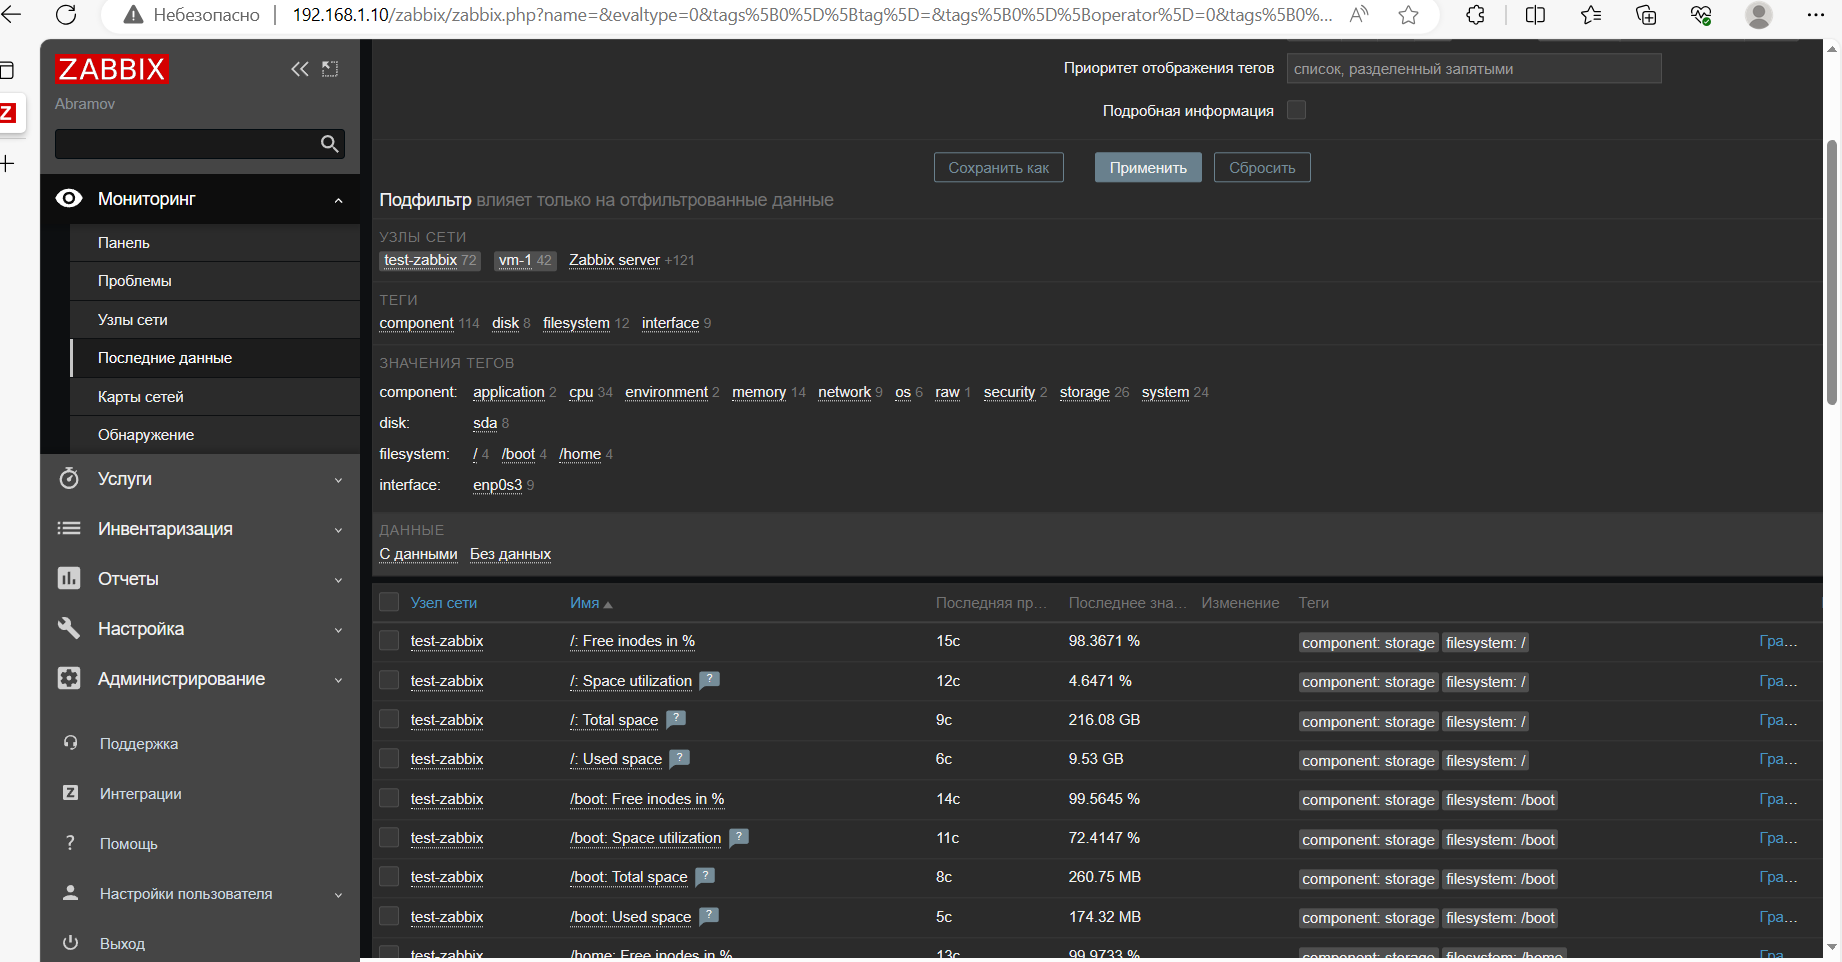 Небезопасно
192.168.1.10/zabbix/zabbix.php?name=&evaltype=0&tags%5B0%5D%5Btag%5D=&tags%5B0%5D%5Boperator%5D=0&tags%5B0%...
ZABBIX
Abramov
Мониторинг
Панель
Проблемы
Узлы сети
Последние данные
Карты сетей
Обнаружение
Услуги
Инвентаризация
Отчеты
Настройка
Администрирование
Поддержка
Z Интеграции
? Помощь
Настройки пользователя
Выход
Приоритет отображения тегов список, разделенный запятыми
Подробная информация
Сохранить как Применить Сбросить
Подфильтр влияет только на отфильтрованные данные
УЗЛЫ СЕТИ
test-zabbix 72 vm-1 42 Zabbix server +121
ТЕГИ
component 114 disk 8 filesystem 12 interface 9
ЗНАЧЕНИЯ ТЕГОВ
component: application 2 cpu 34 environment 2 memory 14 network 9 os 6 raw 1 security 2 storage 26 system 24
disk: sda 8
filesystem: / 4 /boot 4 /home 4
interface: enp0s3 9
ДАННЫЕ
С данными Без данных
Узел сети Имя Последняя пр... Последнее зна... Изменение Теги
test-zabbix /: Free inodes in % 15с 98.3671 % component: storage filesystem: / Гра...
test-zabbix /: Space utilization ? 12с 4.6471 % component: storage filesystem: / Гра...
test-zabbix /: Total space ? 9с 216.08 GB component: storage filesystem: / Гра...
test-zabbix /: Used space ? 6с 9.53 GB component: storage filesystem: / Гра...
test-zabbix /boot: Free inodes in % 14с 99.5645 % component: storage filesystem: /boot Гра...
test-zabbix /boot: Space utilization ? 11с 72.4147 % component: storage filesystem: /boot Гра...
test-zabbix /boot: Total space ? 8с 260.75 MB component: storage filesystem: /boot Гра...
test-zabbix /boot: Used space ? 5с 174.32 MB component: storage filesystem: /boot Гра...
test-zabbix /home: Free inodes in % 13с 99.9733 % component: storage filesystem: /home Гра...